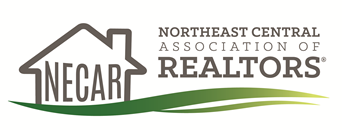 NECAR
NORTHEAST CENTRAL
ASSOCIATION OF
REALTORS®